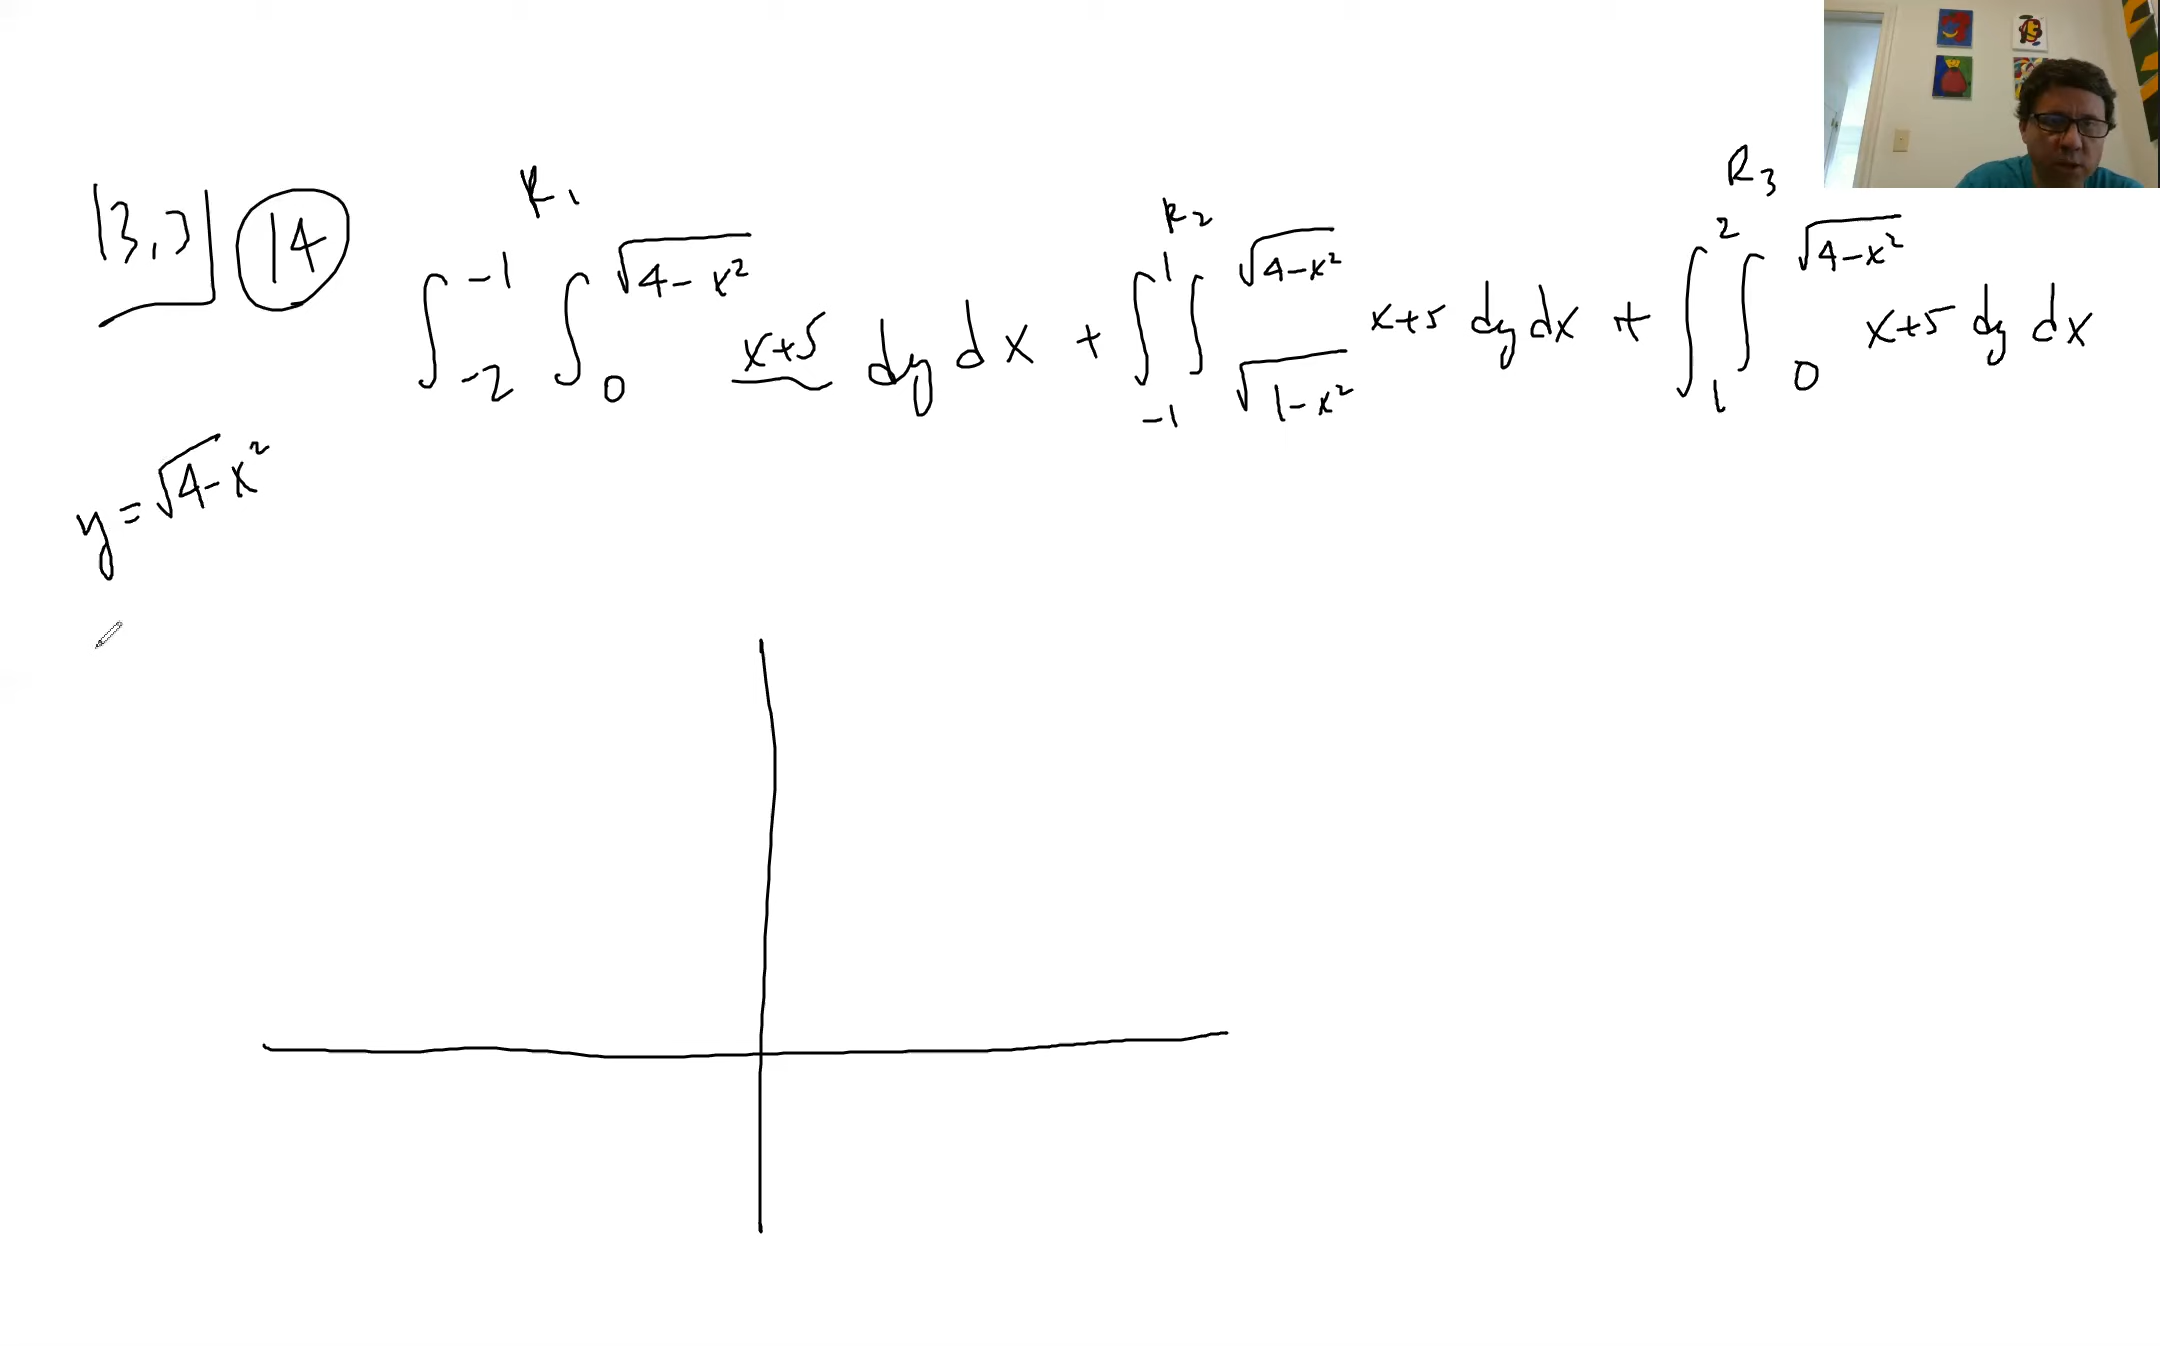 13.3 14 ∫_{-2}^{-1} ∫_0^{√(4-x²)} x+5 dy dx + ∫_{-1}^{1} ∫_{√(1-x²)}^{√(4-x²)} x+5 dy dx + ∫_1^2 ∫_0^{√(4-x²)} x+5 dy dx
R1 R2 R3
y = √4-x²